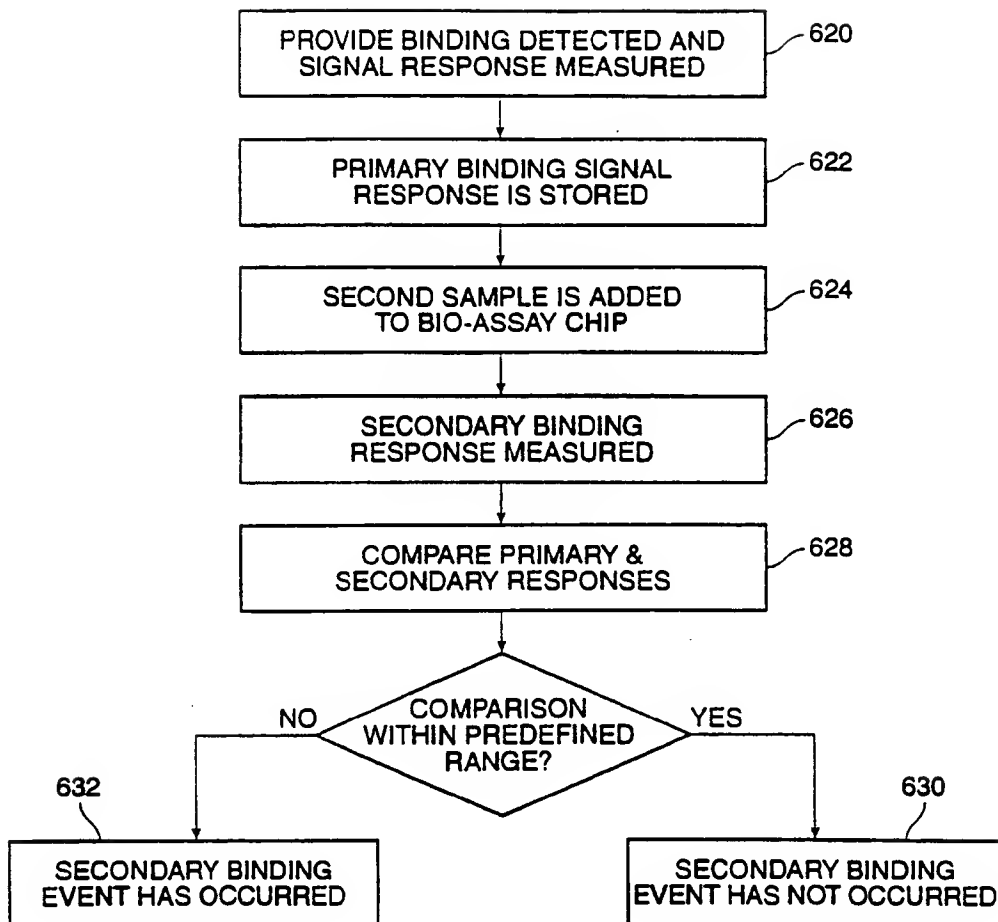 PROVIDE BINDING DETECTED AND
SIGNAL RESPONSE MEASURED
620
PRIMARY BINDING SIGNAL
RESPONSE IS STORED
622
SECOND SAMPLE IS ADDED
TO BIO-ASSAY CHIP
624
SECONDARY BINDING
RESPONSE MEASURED
626
COMPARE PRIMARY &
SECONDARY RESPONSES
628
COMPARISON
WITHIN PREDEFINED
RANGE?
NO
YES
632
SECONDARY BINDING
EVENT HAS OCCURRED
630
SECONDARY BINDING
EVENT HAS NOT OCCURRED